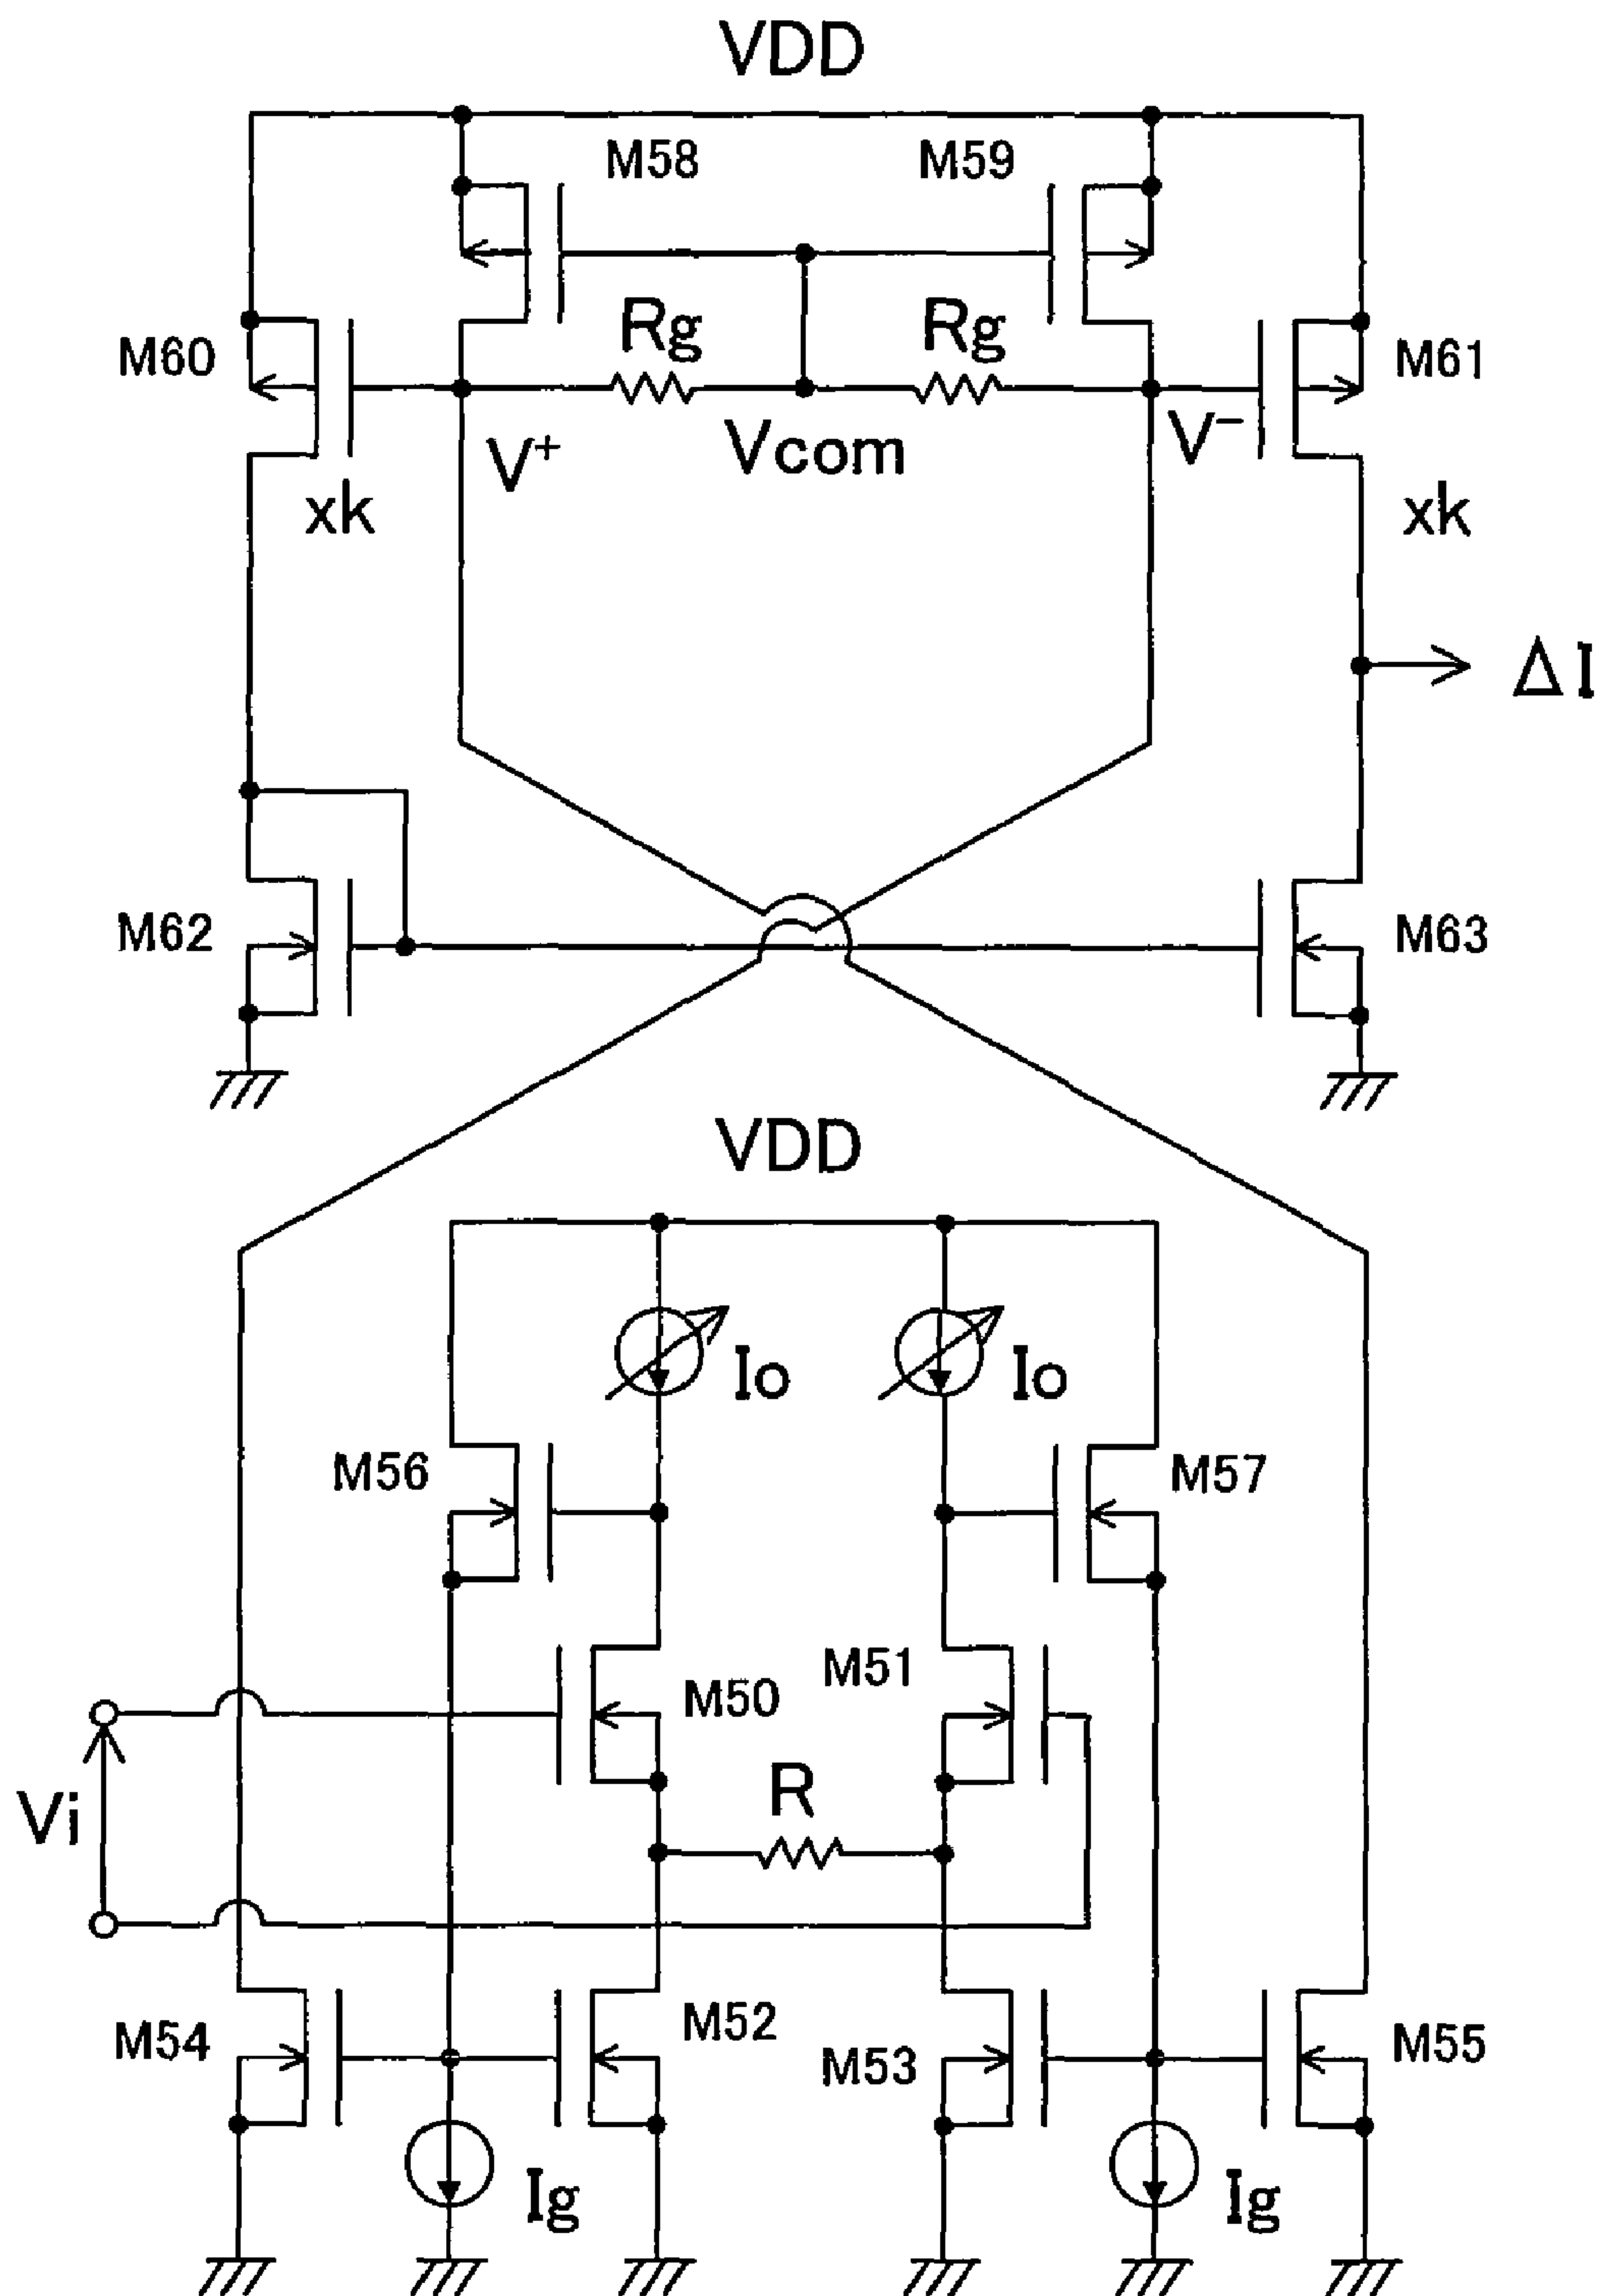 VDD
M58 M59
Rg Rg
M60 M61
V+ Vcom V−
xk xk
ΔI
M62 M63
VDD
Io Io
M56 M57
M51
M50
R
Vi
M52
M54 M53 M55
Ig Ig